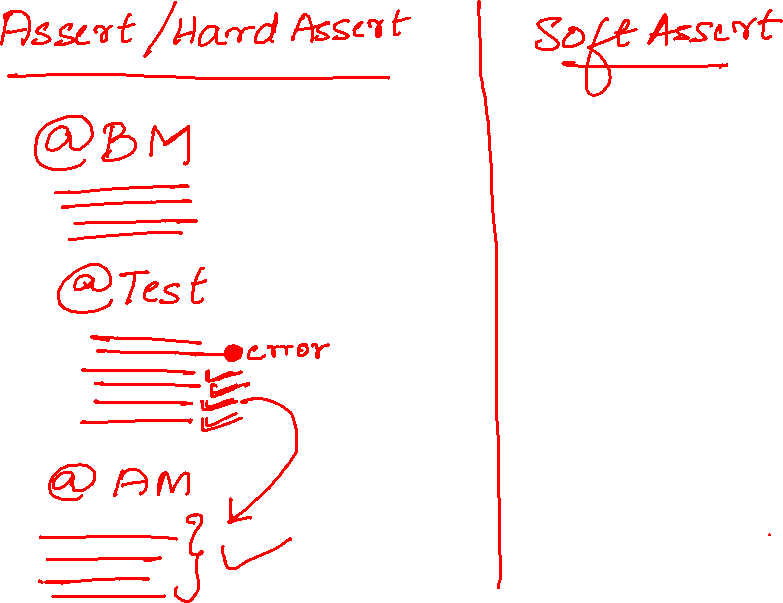 Assert/Hard Assert
Soft Assert
@BM
@Test
error
@AM